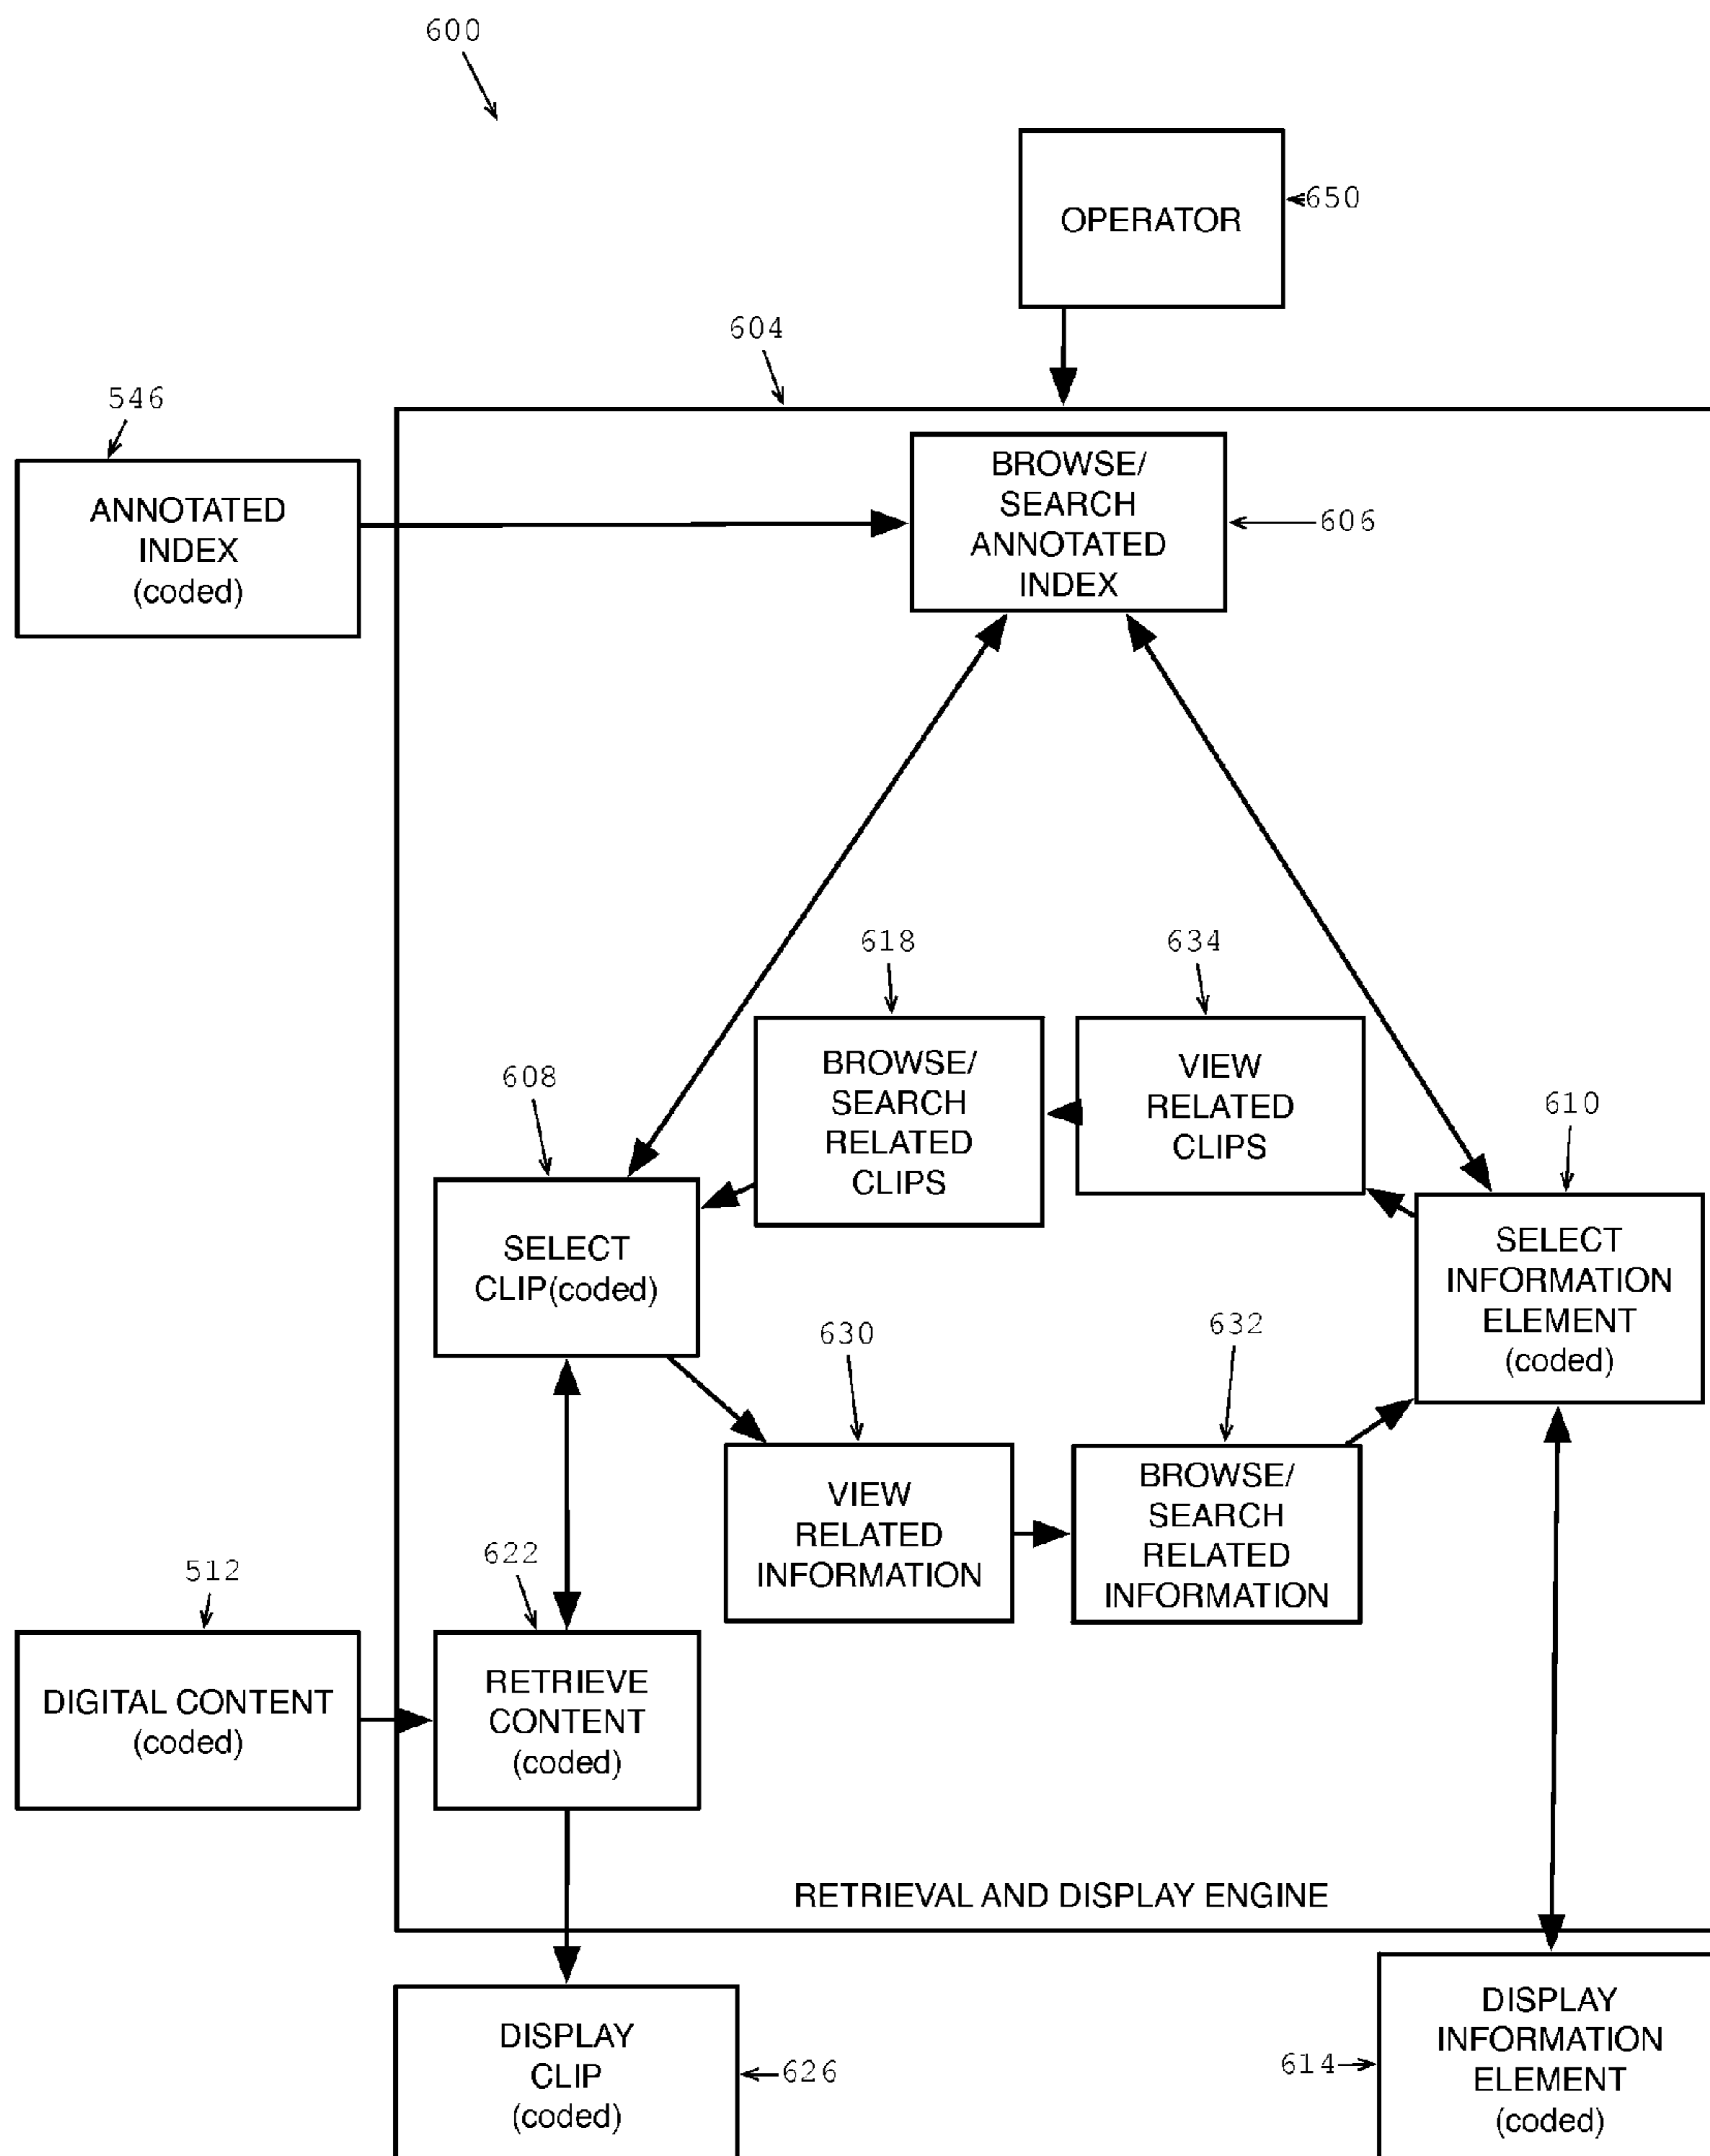 600
OPERATOR
650
604
546
ANNOTATED
INDEX
(coded)
BROWSE/
SEARCH
ANNOTATED
INDEX
606
618
634
BROWSE/
SEARCH
RELATED
CLIPS
VIEW
RELATED
CLIPS
608
610
SELECT
CLIP(coded)
SELECT
INFORMATION
ELEMENT
(coded)
630
632
VIEW
RELATED
INFORMATION
BROWSE/
SEARCH
RELATED
INFORMATION
622
512
DIGITAL CONTENT
(coded)
RETRIEVE
CONTENT
(coded)
RETRIEVAL AND DISPLAY ENGINE
DISPLAY
CLIP
(coded)
626
614
DISPLAY
INFORMATION
ELEMENT
(coded)